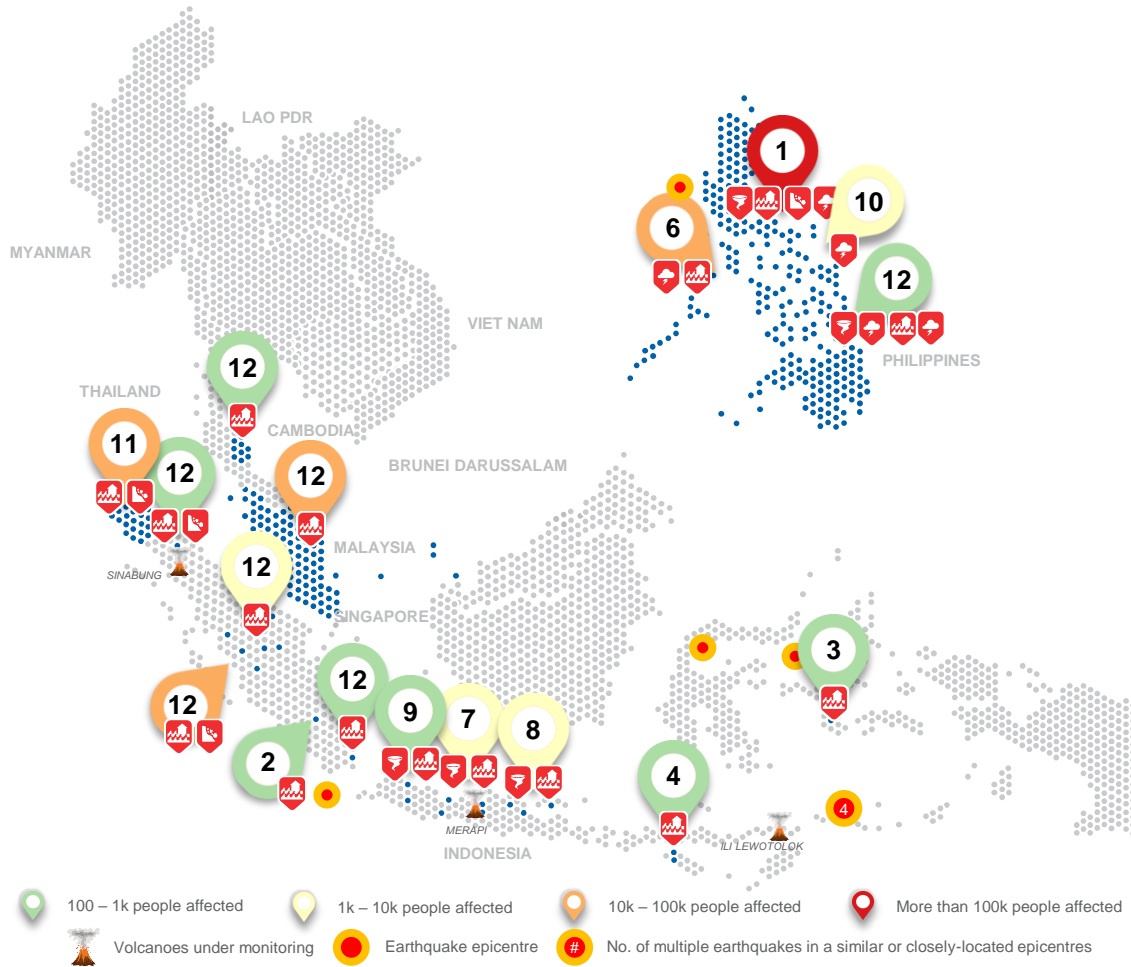 LAO PDR
1
10
6
MYANMAR
12
VIET NAM
PHILIPPINES
12
THAILAND
11
12
CAMBODIA
12
BRUNEI DARUSSALAM
MALAYSIA
12
SINABUNG
SINGAPORE
3
12
12
9
7
8
2
4
4
MERAPI
ILI LEWOTOLOK
INDONESIA
100 – 1k people affected
1k – 10k people affected
10k – 100k people affected
More than 100k people affected
Volcanoes under monitoring
Earthquake epicentre
# No. of multiple earthquakes in a similar or closely-located epicentres